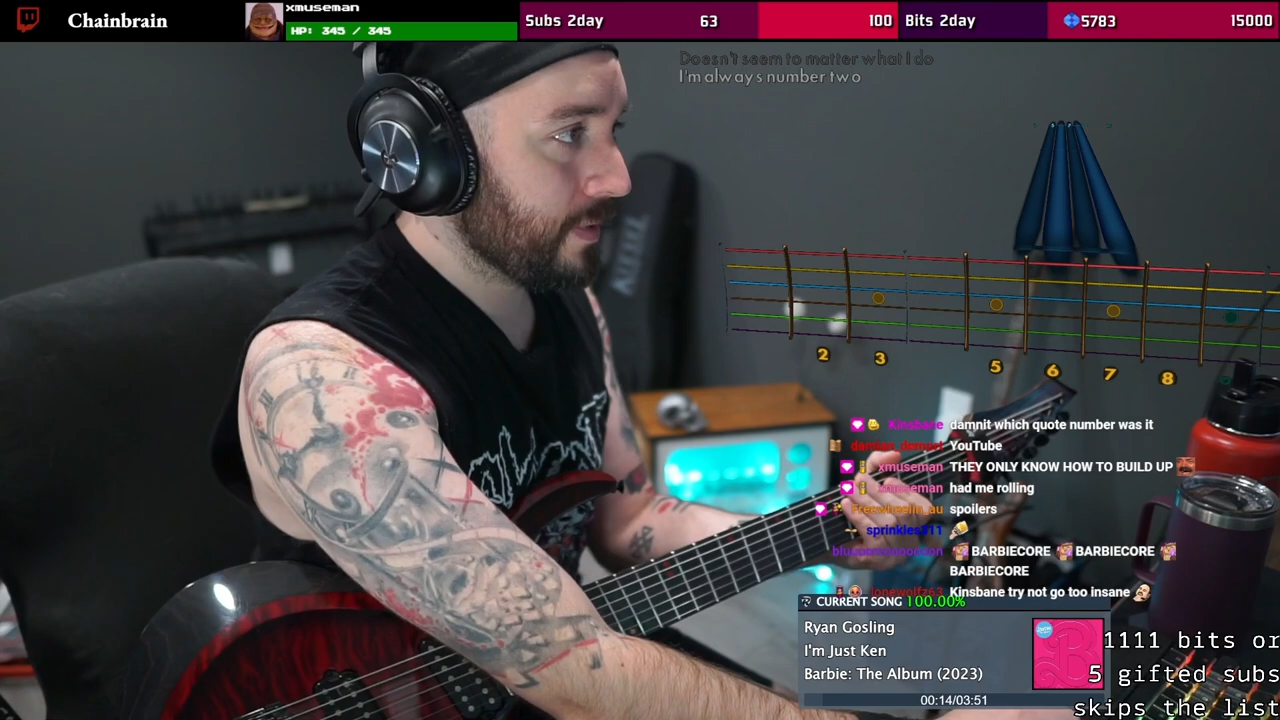 Chainbrain
xmuseman
HP: 345 / 345
Subs 2day 63 100
Bits 2day 5783 15000
Doesn't seem to matter what I do
I'm always number two
2 3 5 6 7 8
Kinsbane damnit which quote number was it
YouTube
xmuseman THEY ONLY KNOW HOW TO BUILD UP
xmuseman had me rolling
Freewheelin_au spoilers
sprinkles311
BARBIECORE BARBIECORE
BARBIECORE
lonewolfz63 Kinsbane try not go too insane
CURRENT SONG 100.00%
Ryan Gosling
I'm Just Ken
Barbie: The Album (2023)
00:14/03:51
1111 bits or
5 gifted subs
skips the list